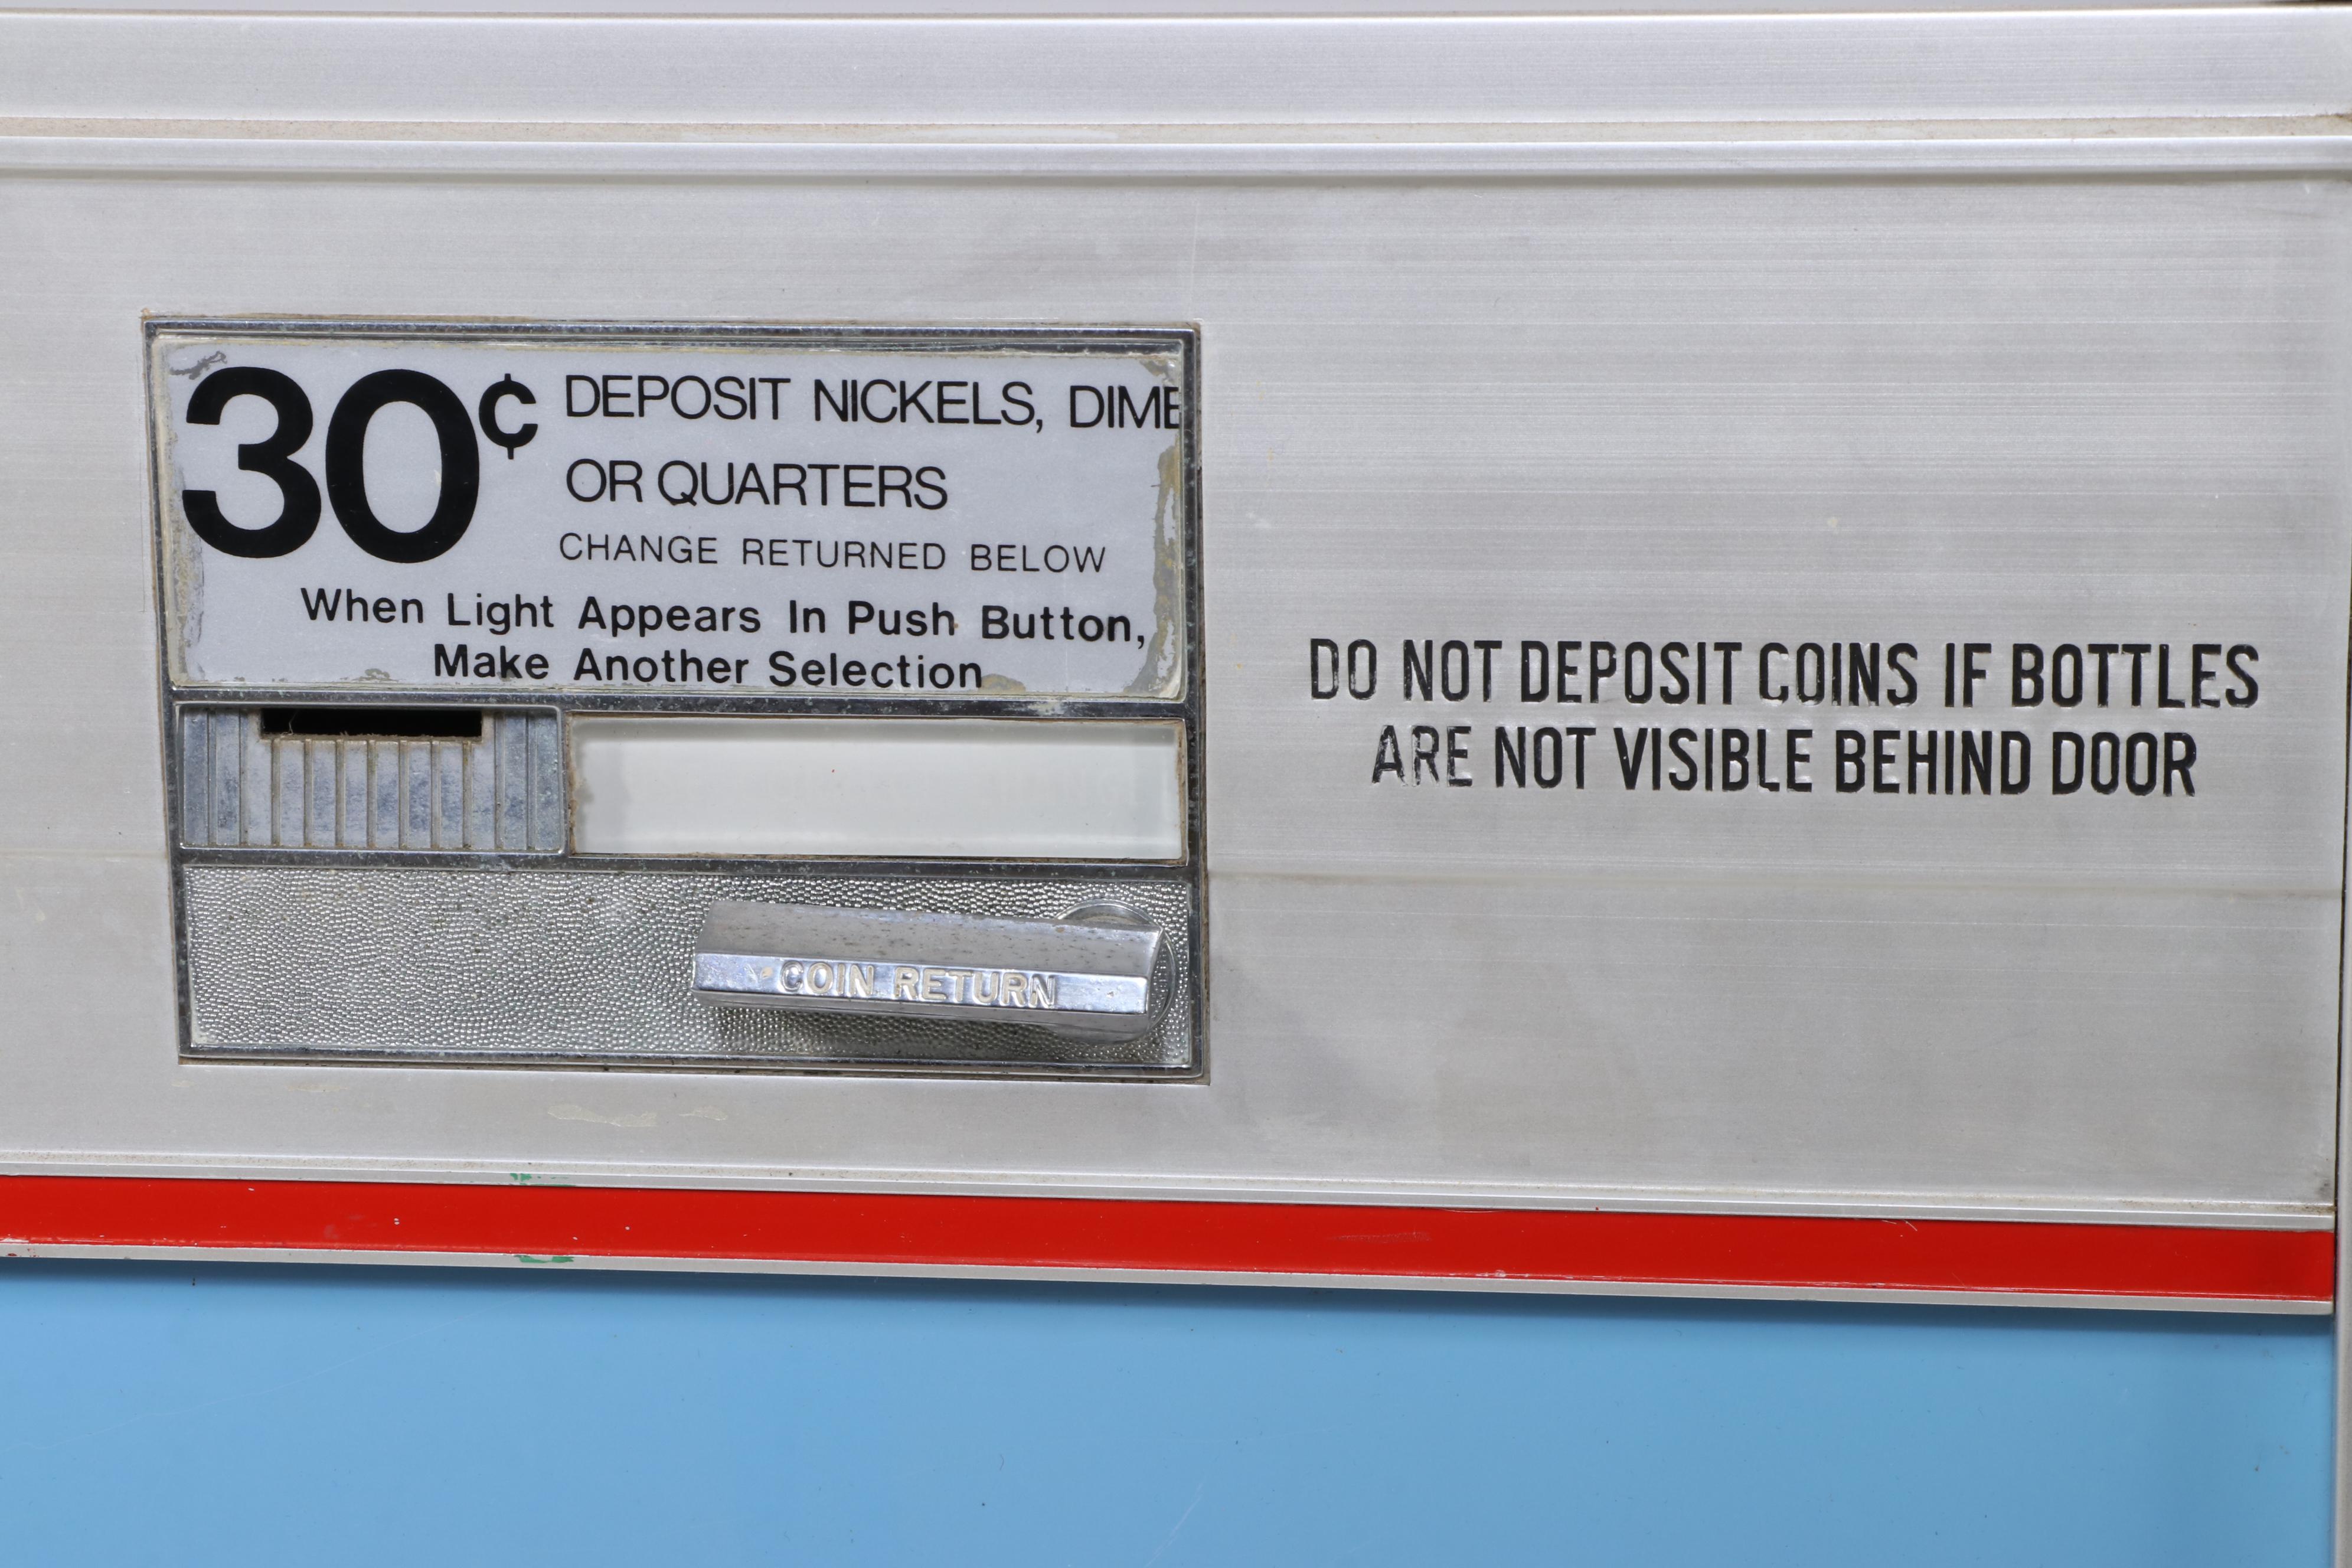 30¢ DEPOSIT NICKELS, DIME
OR QUARTERS
CHANGE RETURNED BELOW
When Light Appears In Push Button,
Make Another Selection
COIN RETURN
DO NOT DEPOSIT COINS IF BOTTLES
ARE NOT VISIBLE BEHIND DOOR